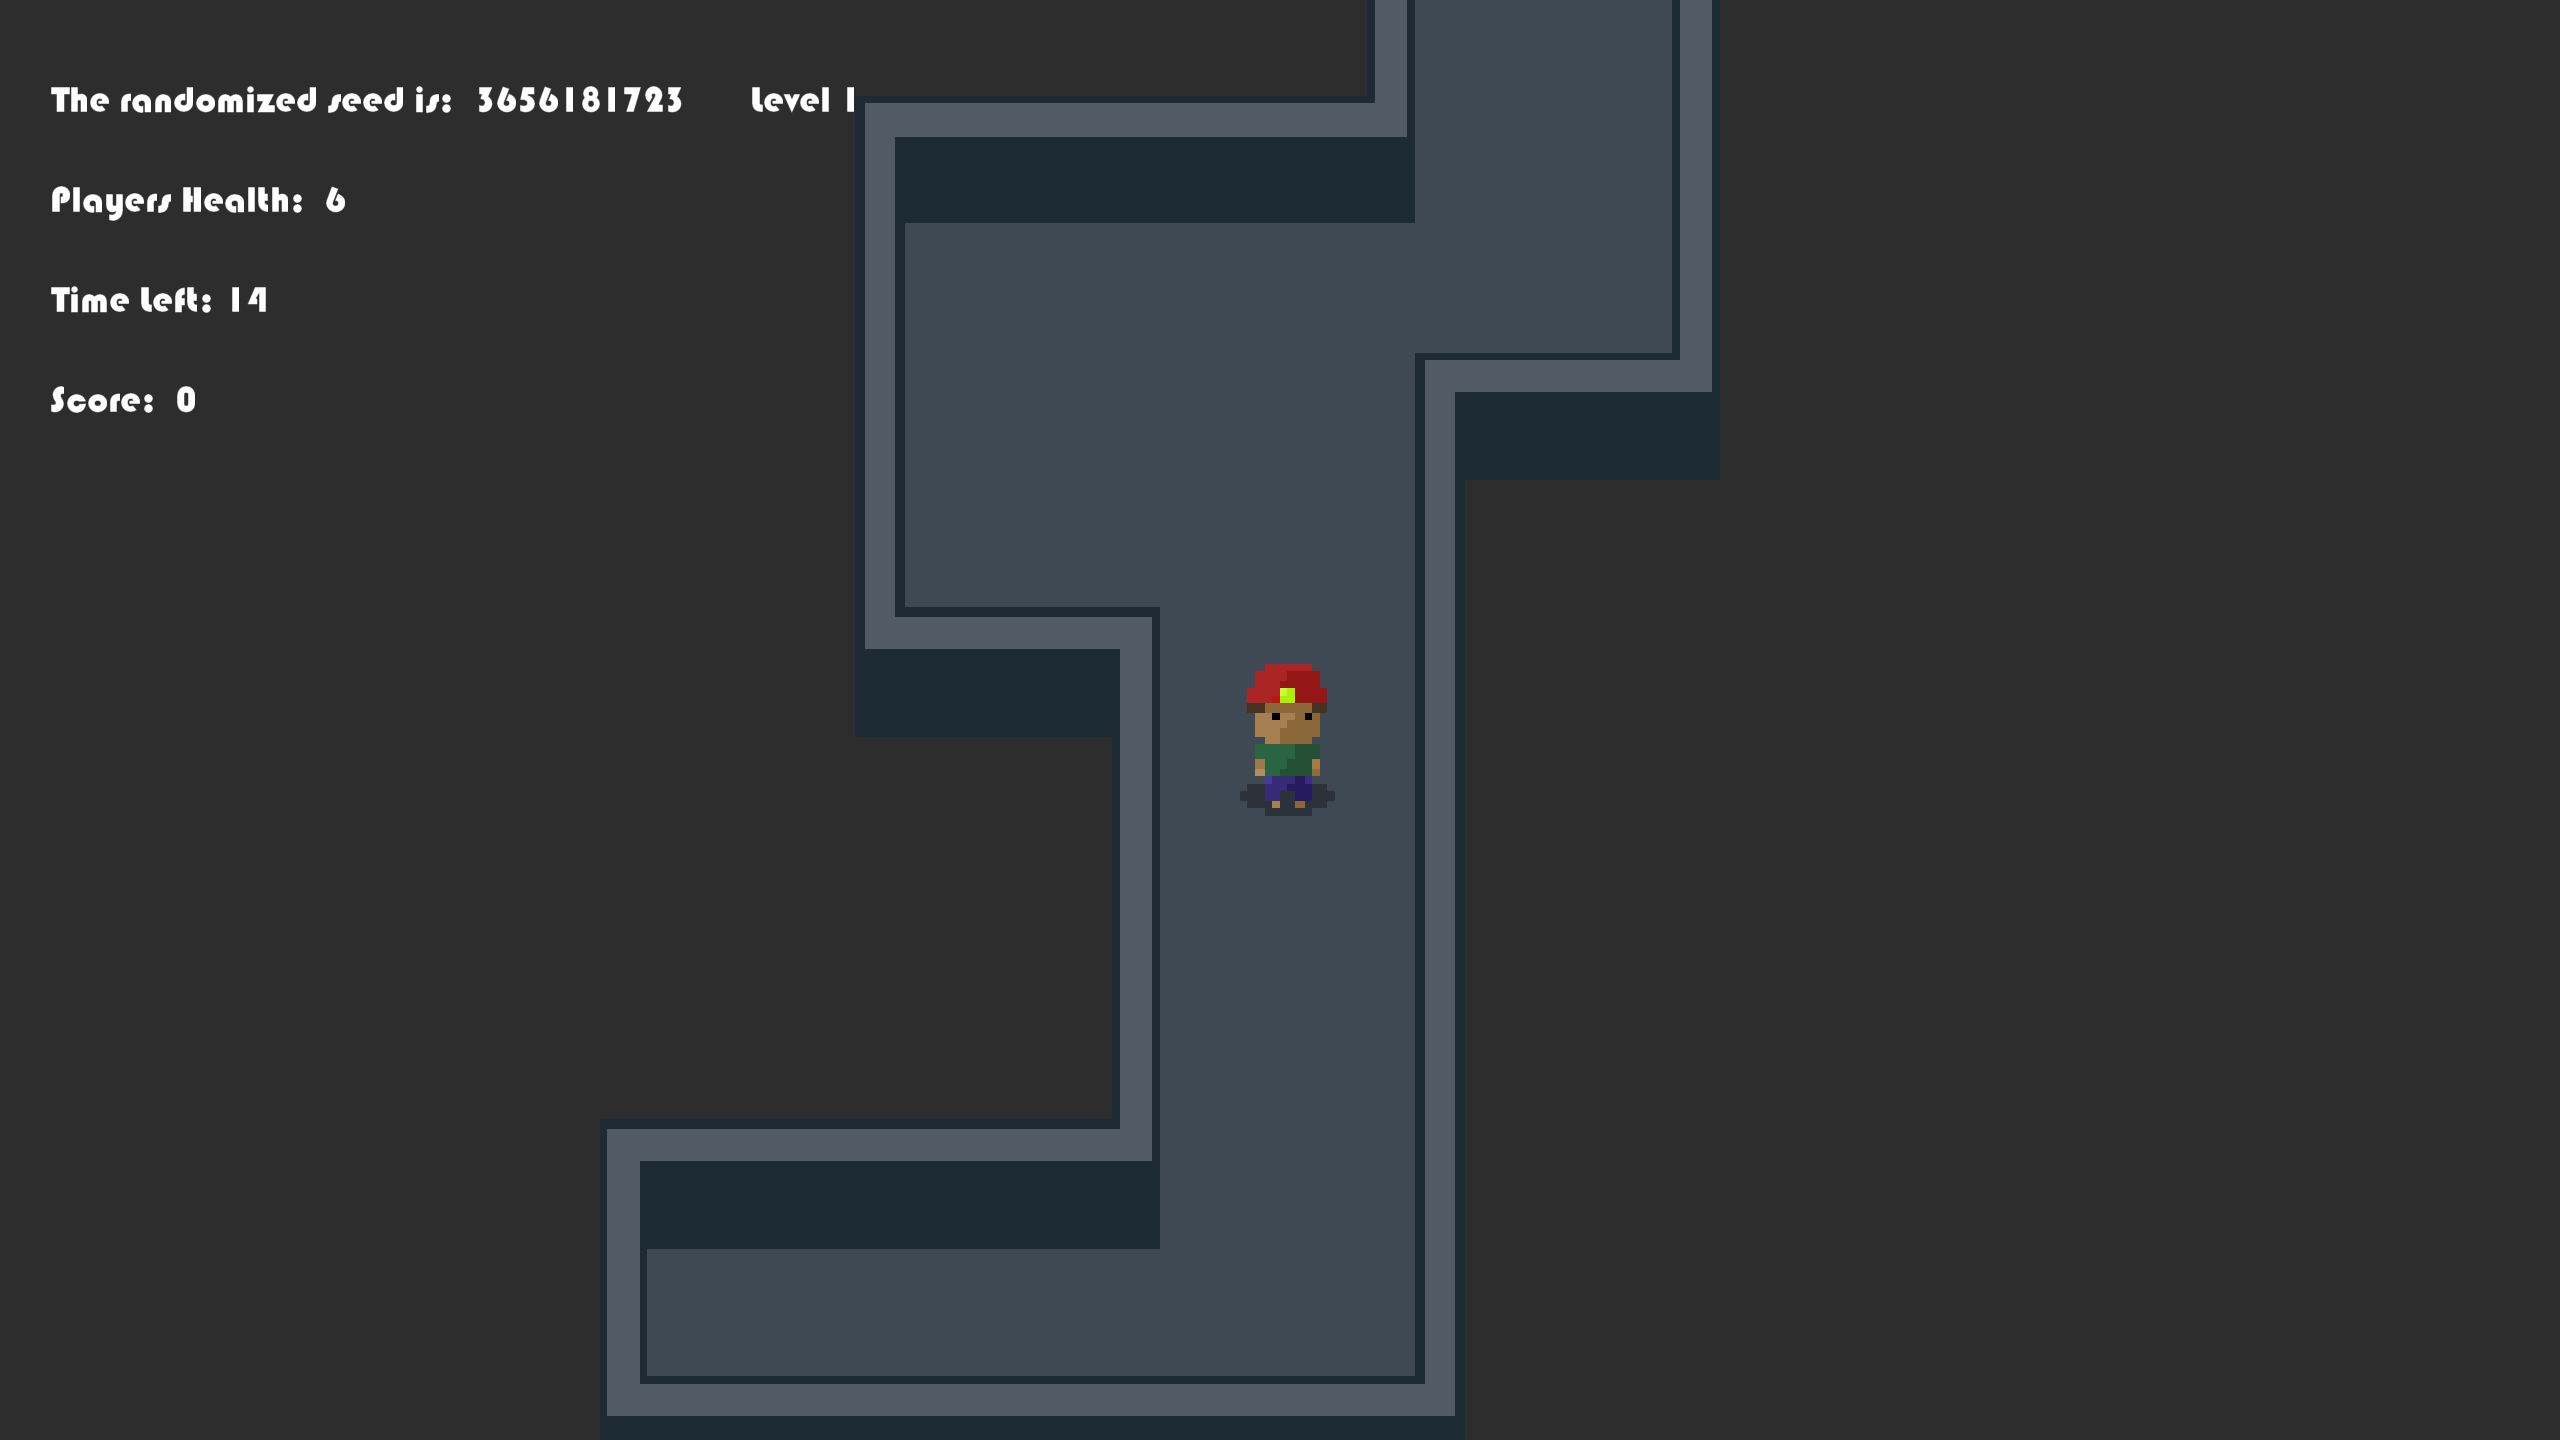 The randomized seed is: 3656181723 Level 1
Players Health: 6
Time Left: 14
Score: 0